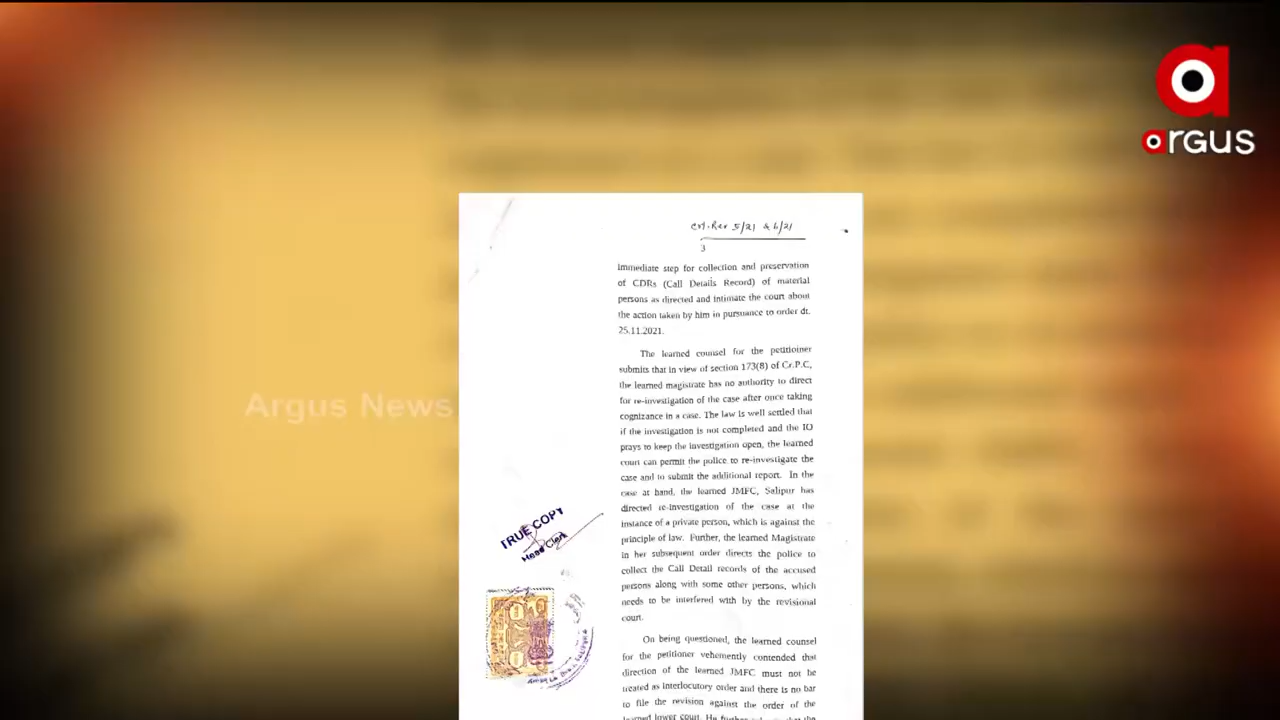 argus
Crl. Rev 5/21 & 6/21
3
immediate step for collection and preservation
of CDRs (Call Details Record) of material
persons as directed and intimate the court about
the action taken by him in pursuance to order dt.
25.11.2021.
The learned counsel for the petitioiner
submits that in view of section 173(8) of Cr.P.C,
the learned magistrate has no authority to direct
for re-investigation of the case after once taking
cognizance in a case. The law is well settled that
if the investigation is not completed and the IO
prays to keep the investigation open, the learned
court can permit the police to re-investigate the
case and to submit the additional report. In the
case at hand, the learned JMFC, Salipur has
directed re-investigation of the case at the
instance of a private person, which is against the
principle of law. Further, the learned Magistrate
in her subsequent order directs the police to
collect the Call Detail records of the accused
persons along with some other persons, which
needs to be interfered with by the revisional
court.
On being questioned, the learned counsel
for the petitioner vehemently contended that
direction of the learned JMFC must not be
treated as interlocutory order and there is no bar
to file the revision against the order of the
learned lower court. He further that the
Argus News
TRUE COPY
Head Clerk